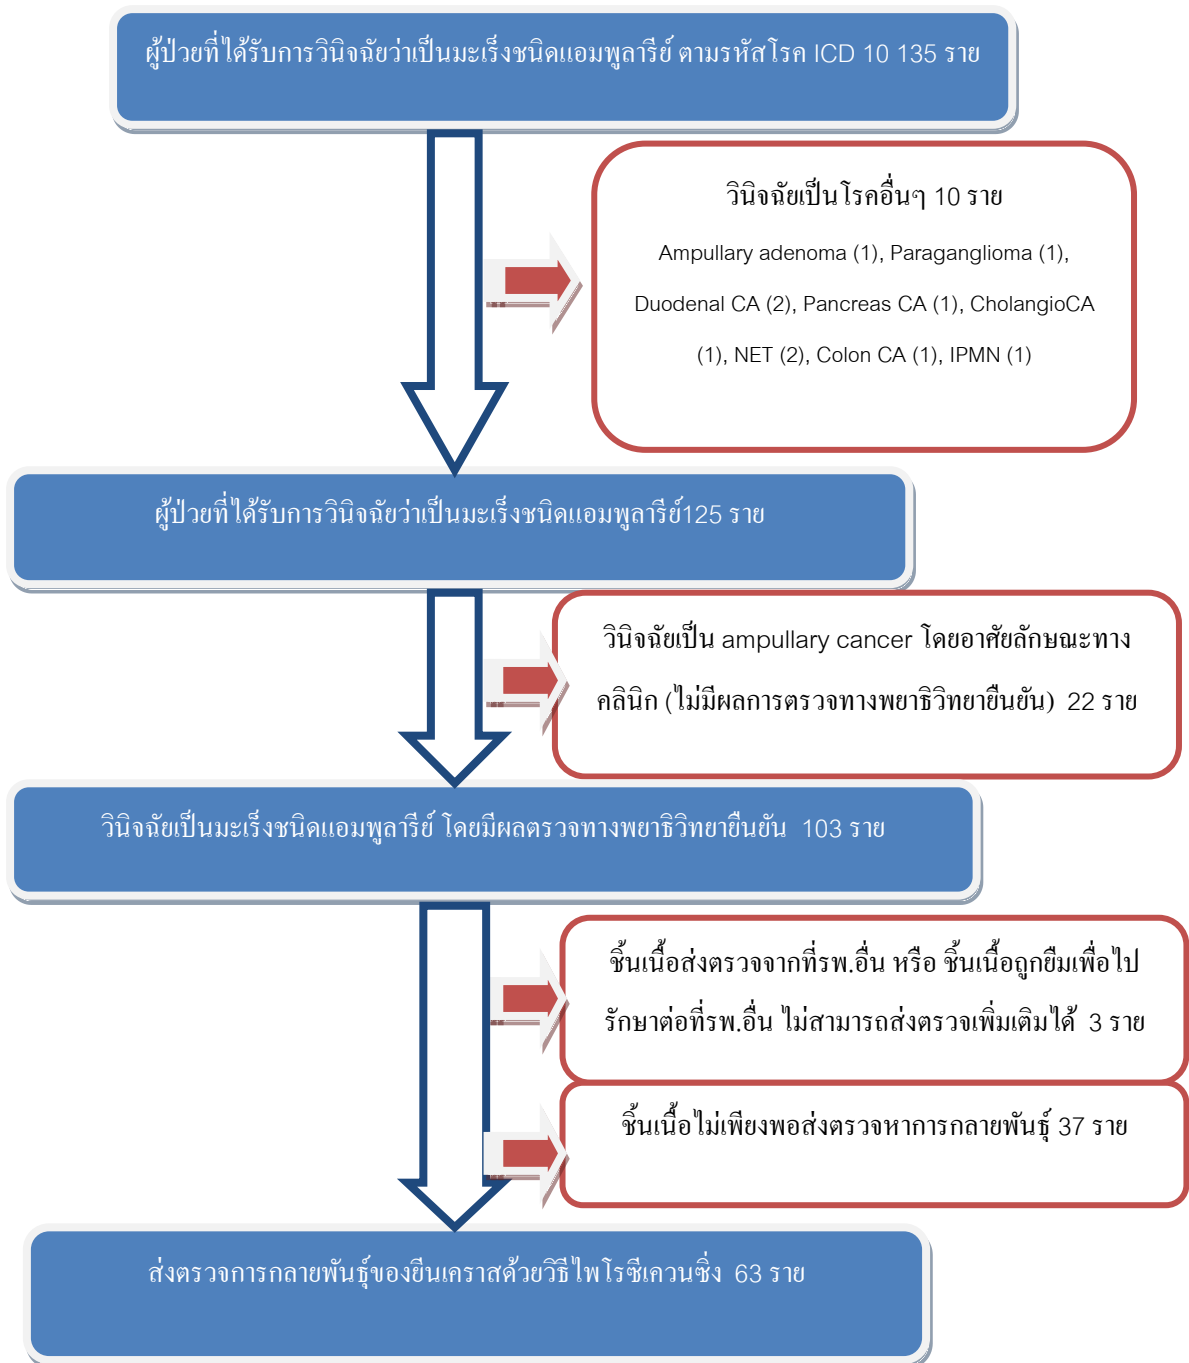 ผู้ป่วยที่ได้รับการวินิจฉัยว่าเป็นมะเร็งชนิดแอมพูลารีย์ ตามรหัสโรค ICD 10 135 ราย
วินิจฉัยเป็นโรคอื่นๆ 10 ราย
Ampullary adenoma (1), Paraganglioma (1),
Duodenal CA (2), Pancreas CA (1), CholangioCA
(1), NET (2), Colon CA (1), IPMN (1)
ผู้ป่วยที่ได้รับการวินิจฉัยว่าเป็นมะเร็งชนิดแอมพูลารีย์125 ราย
วินิจฉัยเป็น ampullary cancer โดยอาศัยลักษณะทาง
คลินิก (ไม่มีผลการตรวจทางพยาธิวิทยายืนยัน) 22 ราย
วินิจฉัยเป็นมะเร็งชนิดแอมพูลารีย์ โดยมีผลตรวจทางพยาธิวิทยายืนยัน 103 ราย
ชิ้นเนื้อส่งตรวจจากที่รพ.อื่น หรือ ชิ้นเนื้อถูกยืมเพื่อไป
รักษาต่อที่รพ.อื่น ไม่สามารถส่งตรวจเพิ่มเติมได้ 3 ราย
ชิ้นเนื้อไม่เพียงพอส่งตรวจหาการกลายพันธุ์ 37 ราย
ส่งตรวจการกลายพันธุ์ของยีนเคราสด้วยวิธีไพโรซีเควนซิ่ง 63 ราย